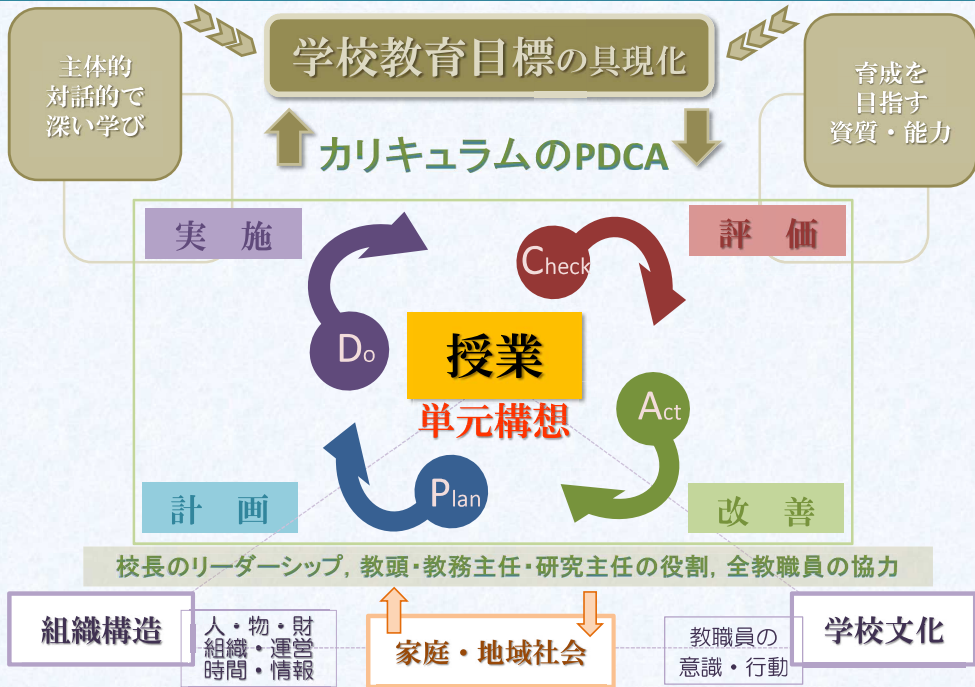 主体的
対話的で
深い学び
学校教育目標の具現化
育成を
目指す
資質・能力
カリキュラムのPDCA
実 施
評 価
Check
Do
授業
単元構想
Act
Plan
計 画
改 善
校長のリーダーシップ, 教頭・教務主任・研究主任の役割, 全教職員の協力
組織構造
人・物・財
組織・運営
時間・情報
家庭・地域社会
教職員の
意識・行動
学校文化